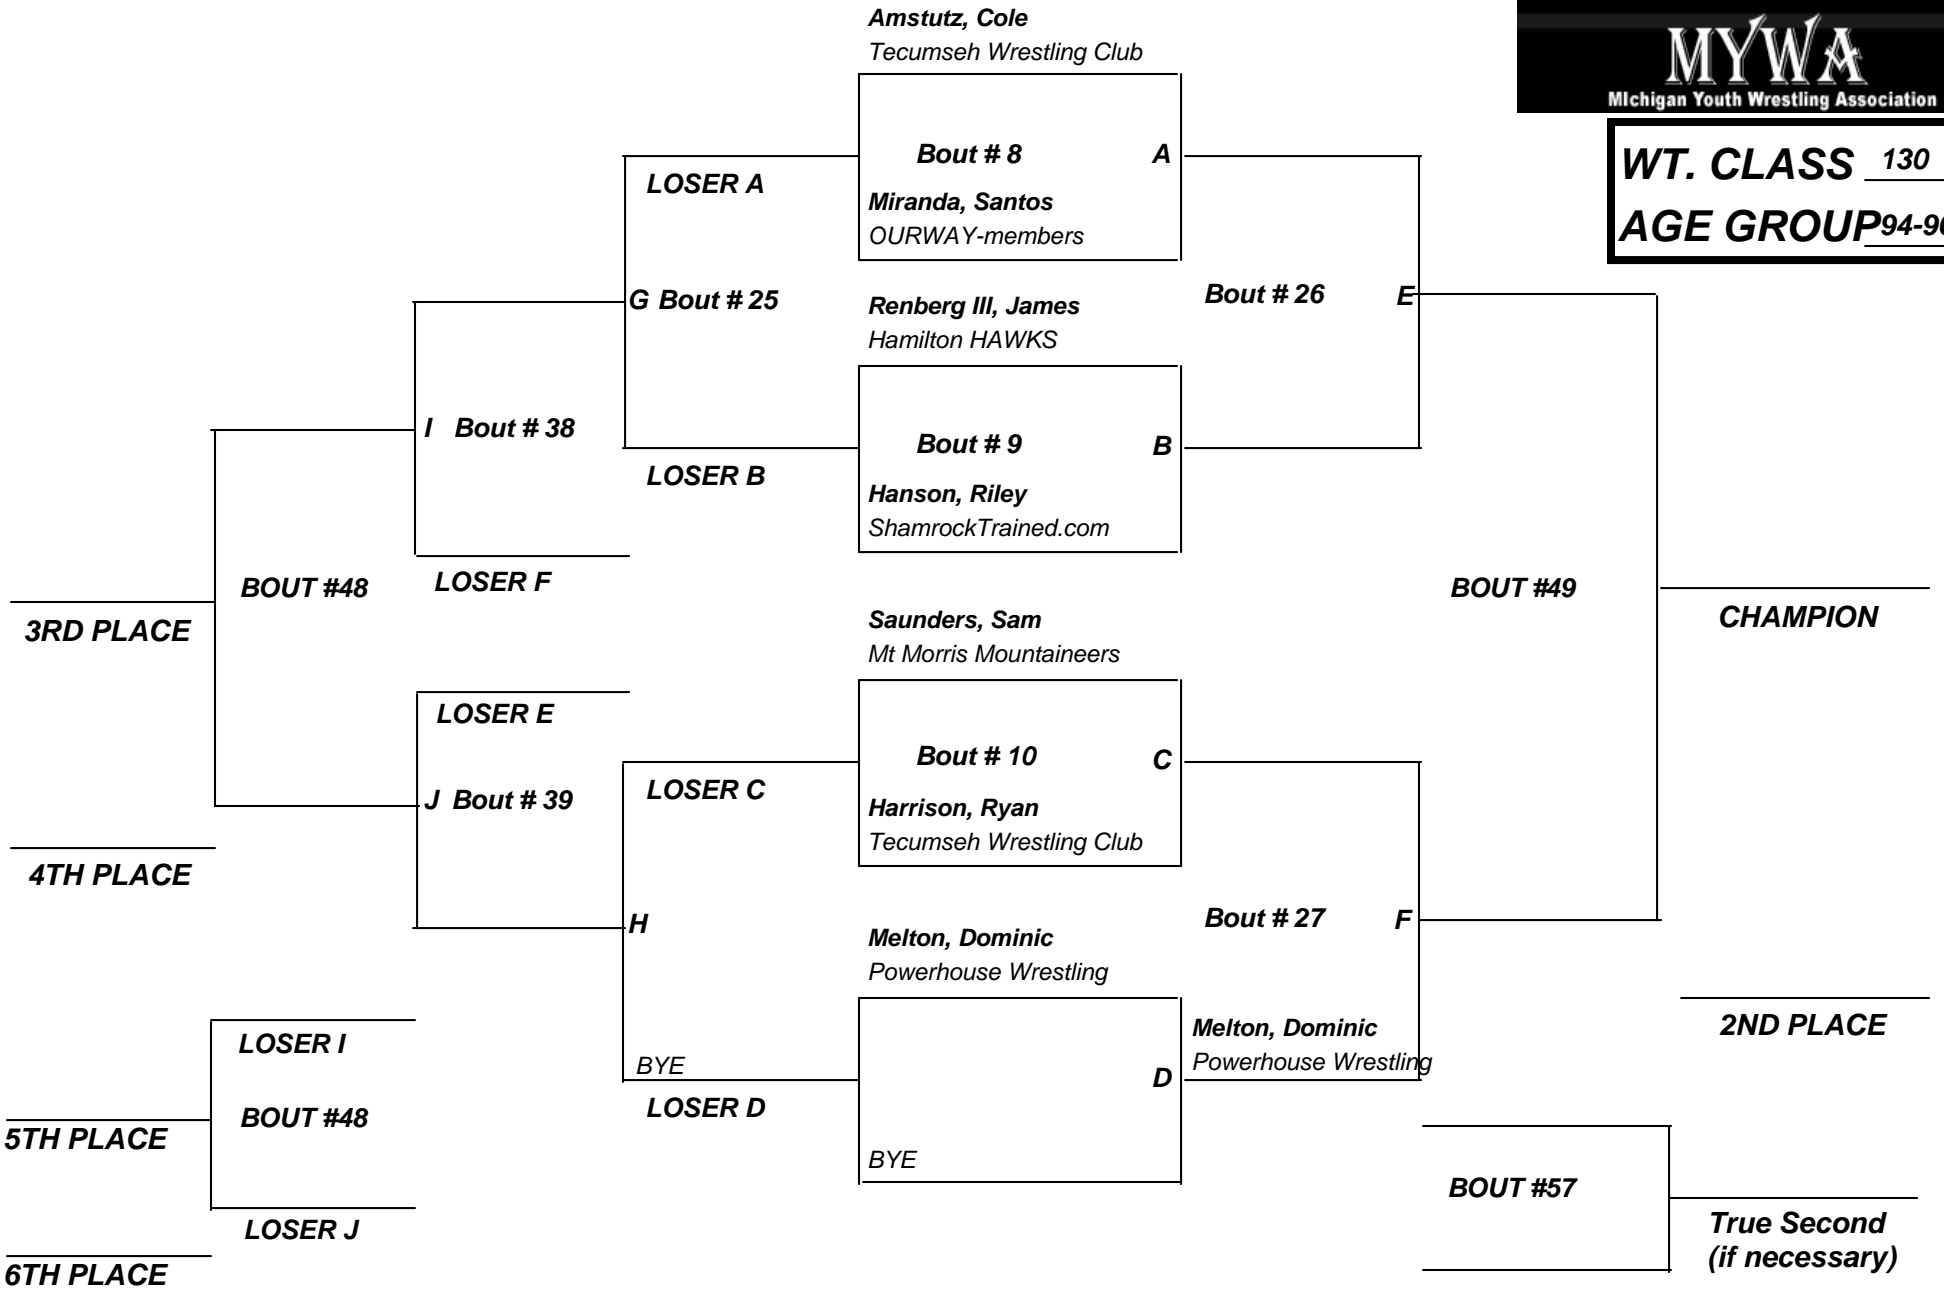 Amstutz, Cole
Tecumseh Wrestling Club
MYWA
MIchigan Youth Wrestling Association
WT. CLASS 130
AGE GROUP 94-96
Bout # 8 A
LOSER A
Miranda, Santos
OURWAY-members
G Bout # 25
Renberg III, James
Hamilton HAWKS
Bout # 26 E
I Bout # 38
Bout # 9 B
LOSER B
Hanson, Riley
ShamrockTrained.com
LOSER F
BOUT #48
BOUT #49
3RD PLACE
CHAMPION
Saunders, Sam
Mt Morris Mountaineers
LOSER E
Bout # 10 C
LOSER C
J Bout # 39
Harrison, Ryan
Tecumseh Wrestling Club
4TH PLACE
H
Bout # 27 F
Melton, Dominic
Powerhouse Wrestling
2ND PLACE
LOSER I
Melton, Dominic
Powerhouse Wrestling
BYE
D
LOSER D
BOUT #48
5TH PLACE
BYE
BOUT #57
LOSER J
True Second
(if necessary)
6TH PLACE